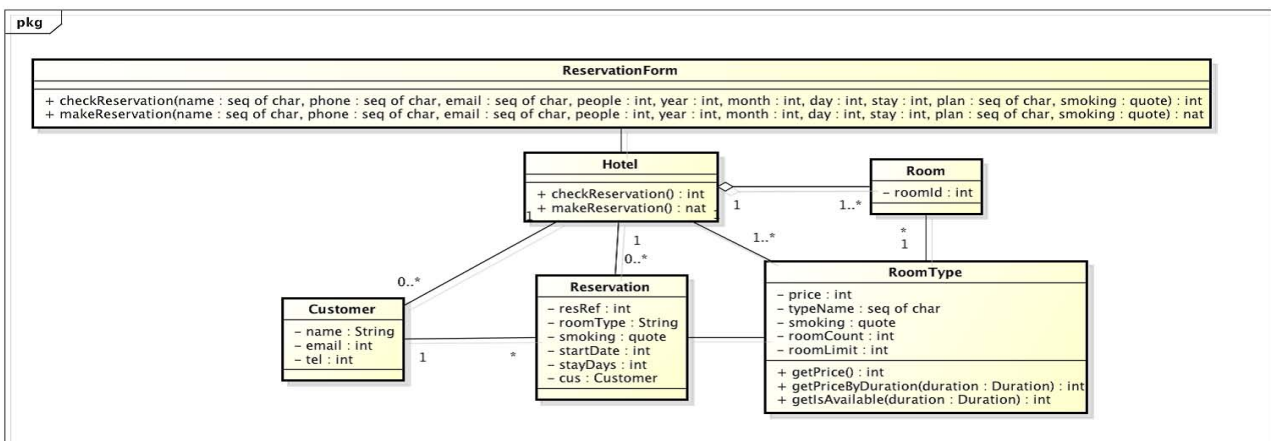 pkg
ReservationForm
+ checkReservation(name : seq of char, phone : seq of char, email : seq of char, people : int, year : int, month : int, day : int, stay : int, plan : seq of char, smoking : quote) : int
+ makeReservation(name : seq of char, phone : seq of char, email : seq of char, people : int, year : int, month : int, day : int, stay : int, plan : seq of char, smoking : quote) : nat
Hotel
+ checkReservation() : int
+ makeReservation() : nat
1
1
1
1..*
Room
- roomId : int
*
1
1..*
1
0..*
0..*
Customer
- name : String
- email : int
- tel : int
1
*
Reservation
- resRef : int
- roomType : String
- smoking : quote
- startDate : int
- stayDays : int
- cus : Customer
RoomType
- price : int
- typeName : seq of char
- smoking : quote
- roomCount : int
- roomLimit : int
+ getPrice() : int
+ getPriceByDuration(duration : Duration) : int
+ getIsAvailable(duration : Duration) : int